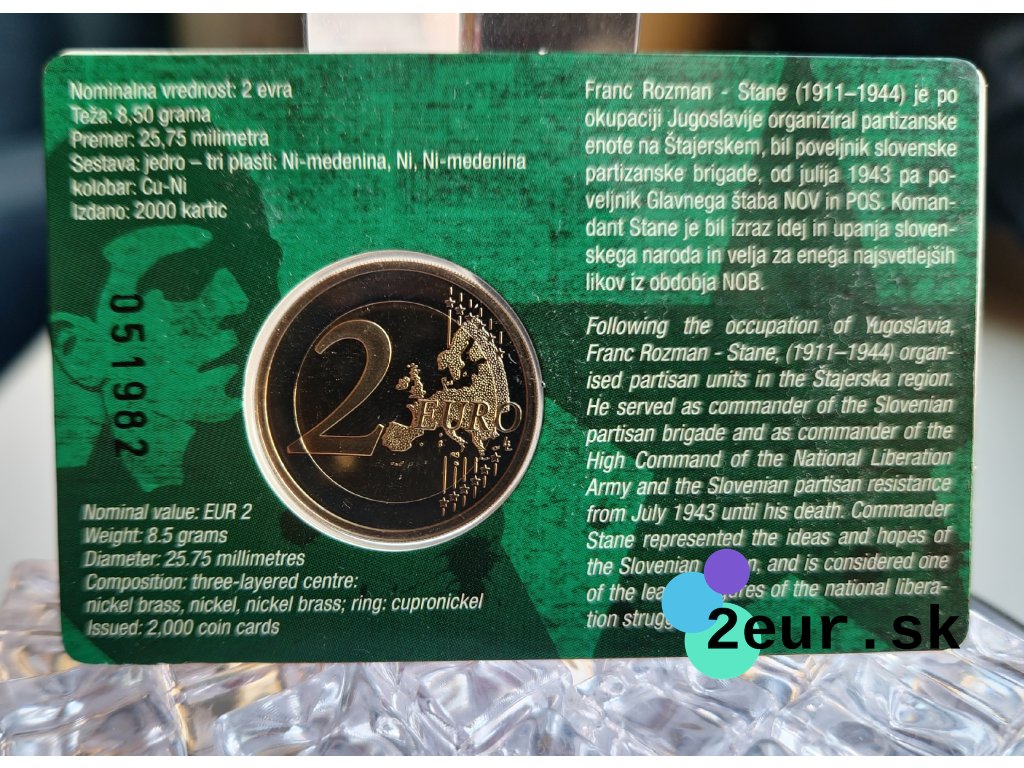 Nominalna vrednost: 2 evra
Teža: 8,50 grama
Premer: 25,75 milimetra
Sestava: jedro – tri plasti: Ni-medenina, Ni, Ni-medenina
kolobar: Cu-Ni
Izdano: 2000 kartic
051982
2 EURO
Nominal value: EUR 2
Weight: 8.5 grams
Diameter: 25.75 millimetres
Composition: three-layered centre:
nickel brass, nickel, nickel brass; ring: cupronickel
Issued: 2,000 coin cards
Franc Rozman - Stane (1911–1944) je po
okupaciji Jugoslavije organiziral partizanske
enote na Štajerskem, bil poveljnik slovenske
partizanske brigade, od julija 1943 pa po-
veljnik Glavnega štaba NOV in POS. Koman-
dant Stane je bil izraz idej in upanja sloven-
skega naroda in velja za enega najsvetlejših
likov iz obdobja NOB.
Following the occupation of Yugoslavia,
Franc Rozman - Stane, (1911–1944) organ-
ised partisan units in the Štajerska region.
He served as commander of the Slovenian
partisan brigade and as commander of the
High Command of the National Liberation
Army and the Slovenian partisan resistance
from July 1943 until his death. Commander
Stane represented the ideas and hopes of
the Slovenian and is considered one
of the of the national libera-
tion
2eur.sk